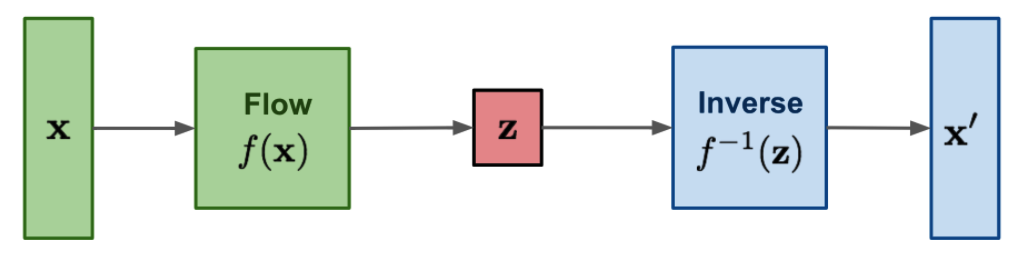 x
Flow
f(x)
z
Inverse
f⁻¹(z)
x′